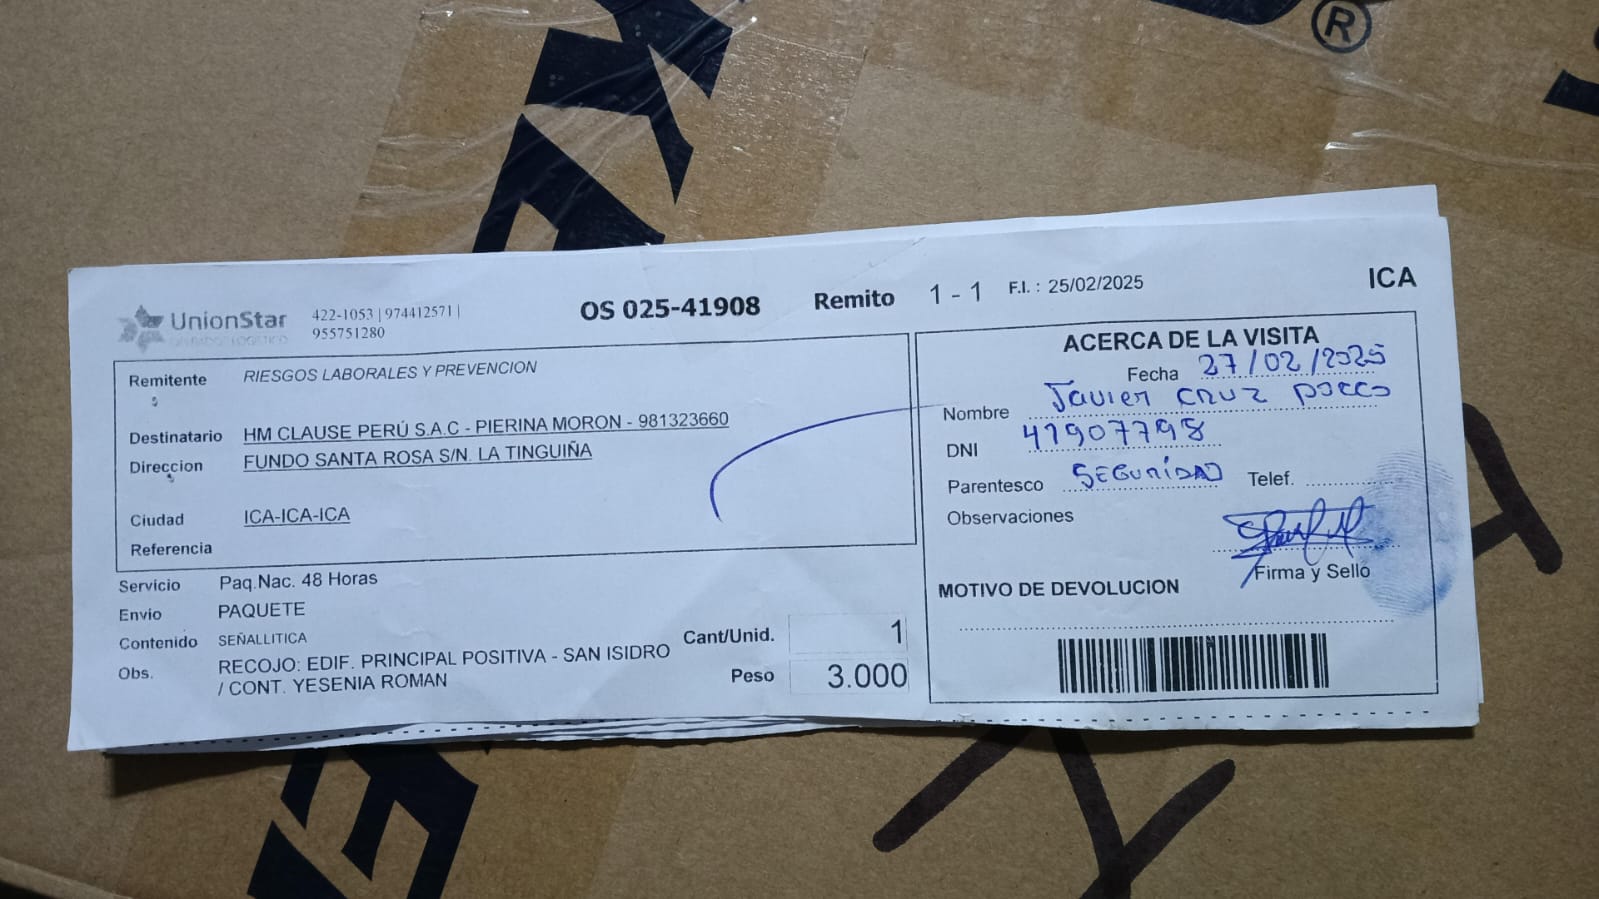 ®
UnionStar
OPERADOR LOGISTICO
422-1053 | 974412571 |
955751280
OS 025-41908
Remito 1 - 1
F.I. : 25/02/2025
ICA
Remitente RIESGOS LABORALES Y PREVENCION
Destinatario HM CLAUSE PERÚ S.A.C - PIERINA MORON - 981323660
Direccion FUNDO SANTA ROSA S/N. LA TINGUIÑA
Ciudad ICA-ICA-ICA
Referencia
Servicio Paq.Nac. 48 Horas
Envio PAQUETE
Contenido SEÑALLITICA
Obs. RECOJO: EDIF. PRINCIPAL POSITIVA - SAN ISIDRO
/ CONT. YESENIA ROMAN
Cant/Unid. 1
Peso 3.000
ACERCA DE LA VISITA
Fecha 27/02/2025
Nombre Javier CRUZ
DNI 41907798
Parentesco SEGURIDAD Telef.
Observaciones
Firma y Sello
MOTIVO DE DEVOLUCION